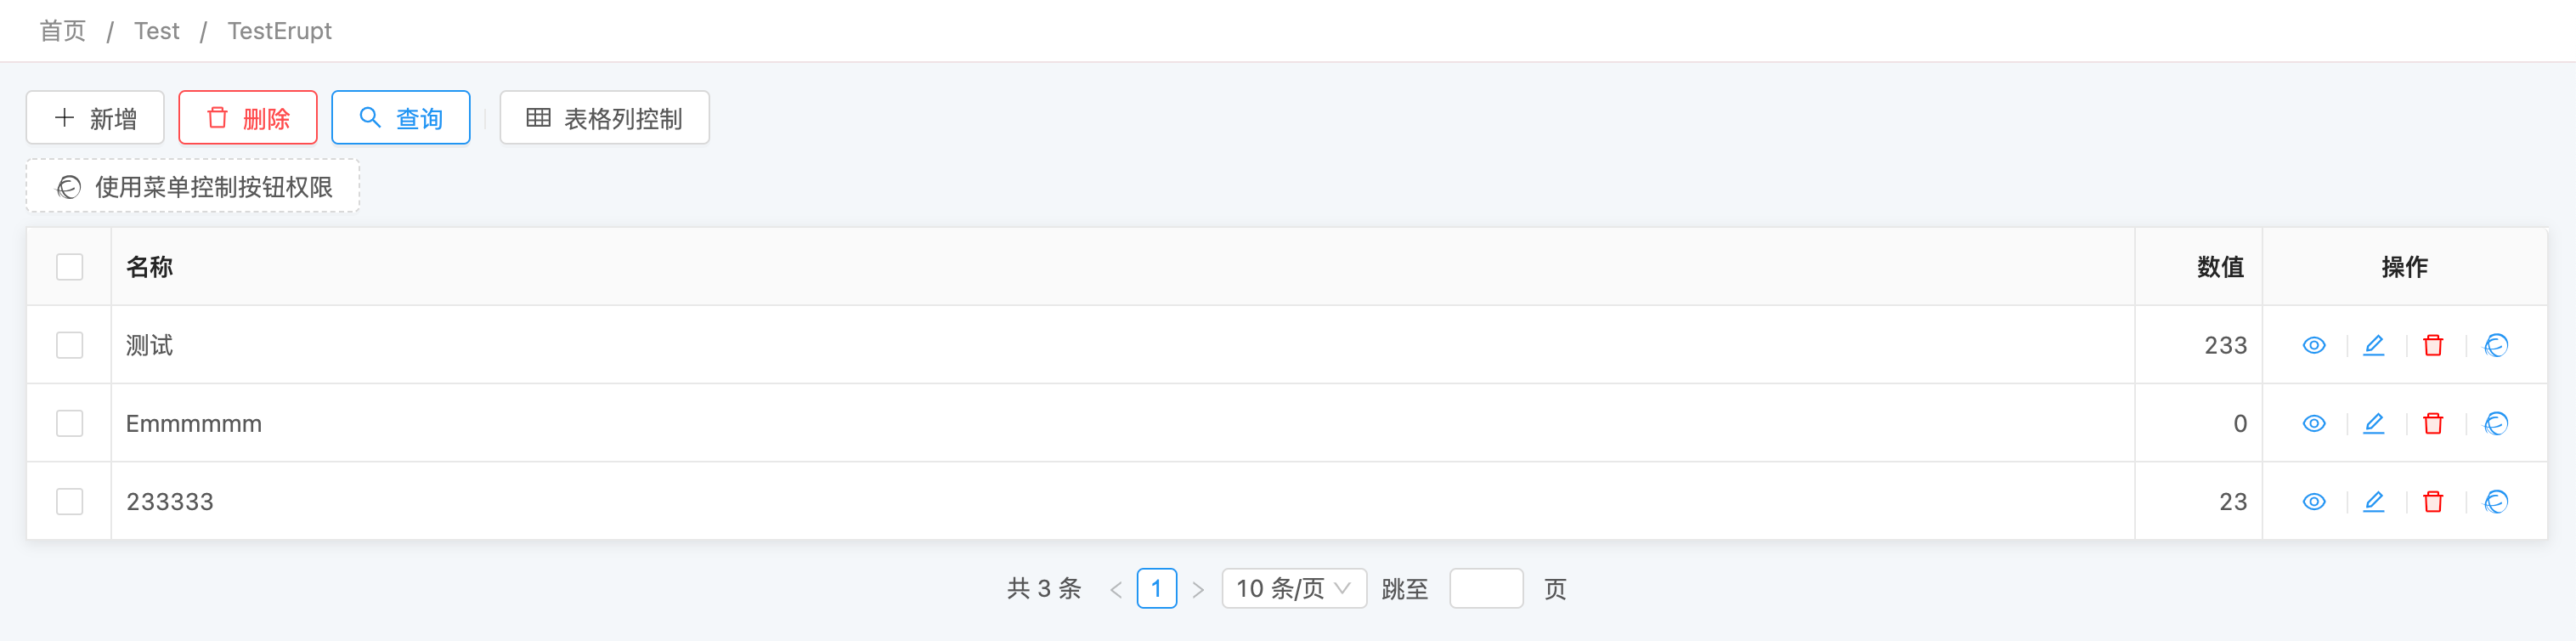 首页 / Test / TestErupt
新增 删除 查询 表格列控制
使用菜单控制按钮权限
名称 数值 操作
测试 233
Emmmmmm 0
233333 23
共 3 条 < 1 > 10 条/页 跳至 页